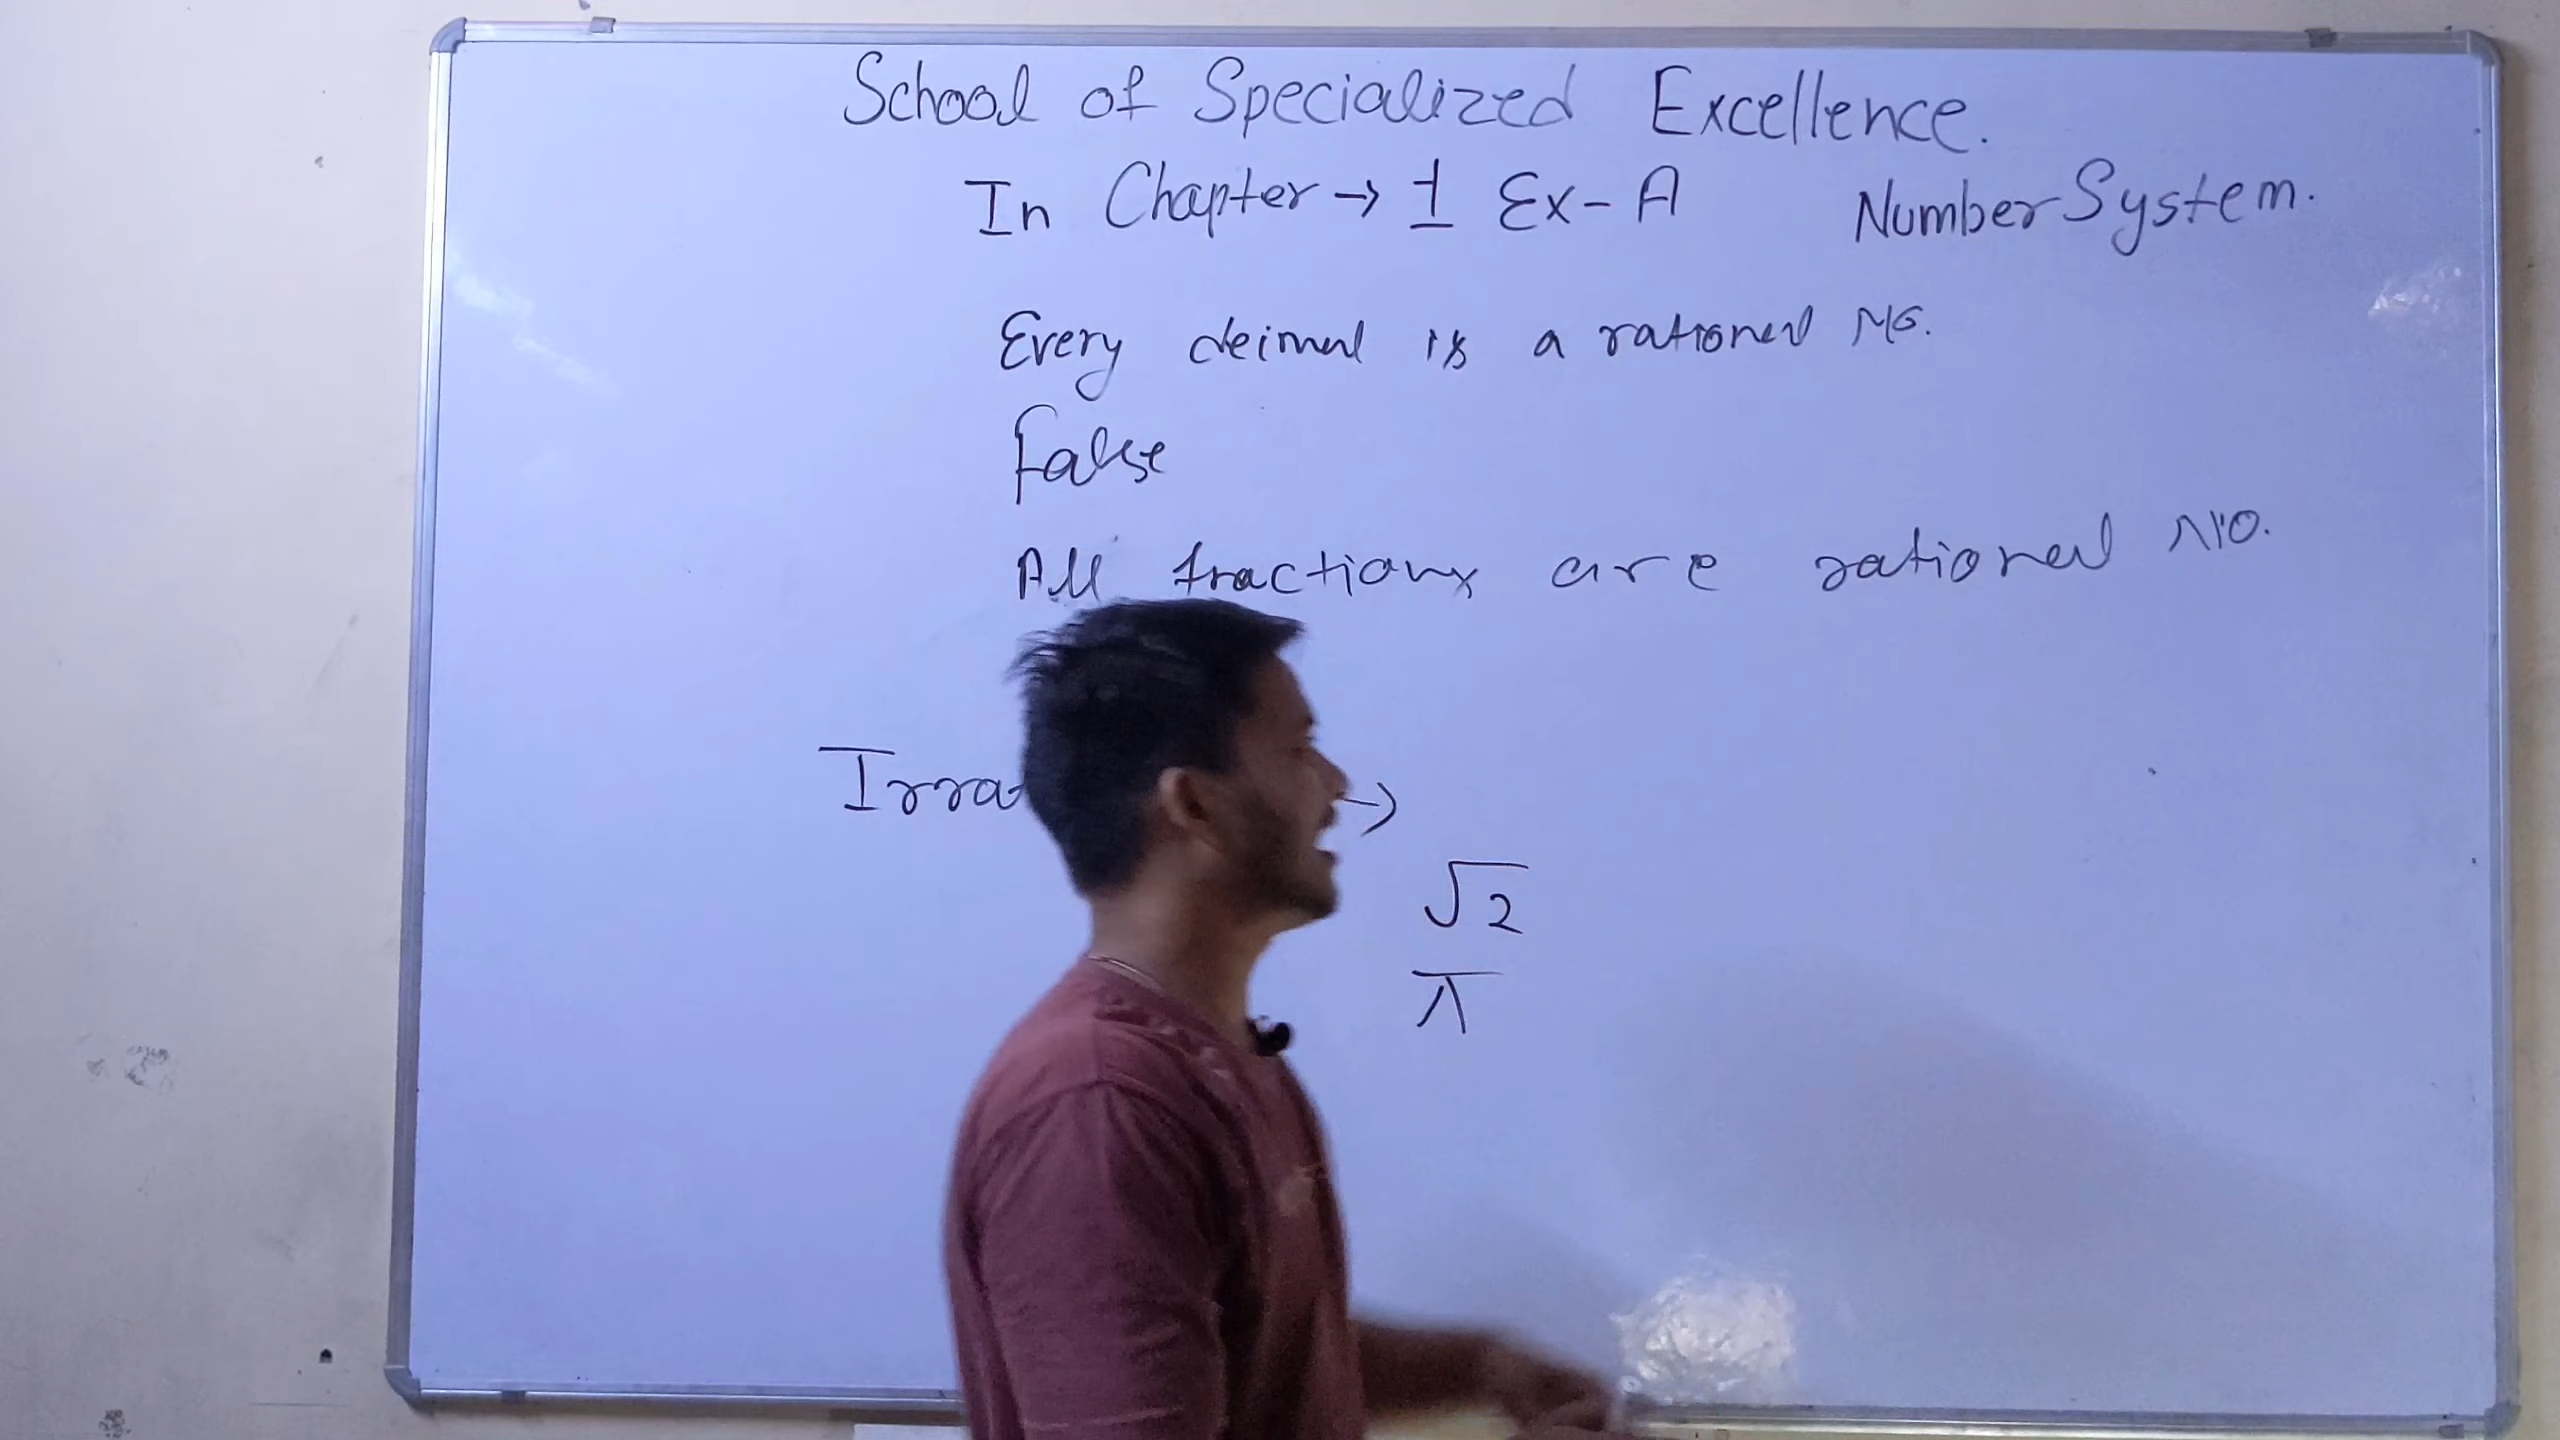 School of Specialized Excellence.
In Chapter → 1 Ex - A Number System.
Every deimal is a rational No.
False
All fractions are rational No.
Irra →
√2
π